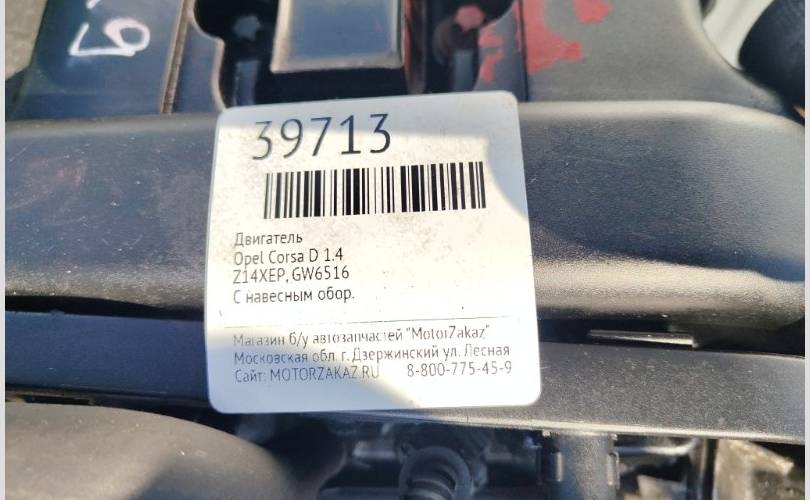 39713
Двигатель
Opel Corsa D 1.4
Z14XEP, GW6516
С навесным обор.
Магазин б/у автозапчастей "MotorZakaz"
Московская обл. г. Дзержинский ул. Лесная
Сайт: MOTORZAKAZ.RU 8-800-775-45-9